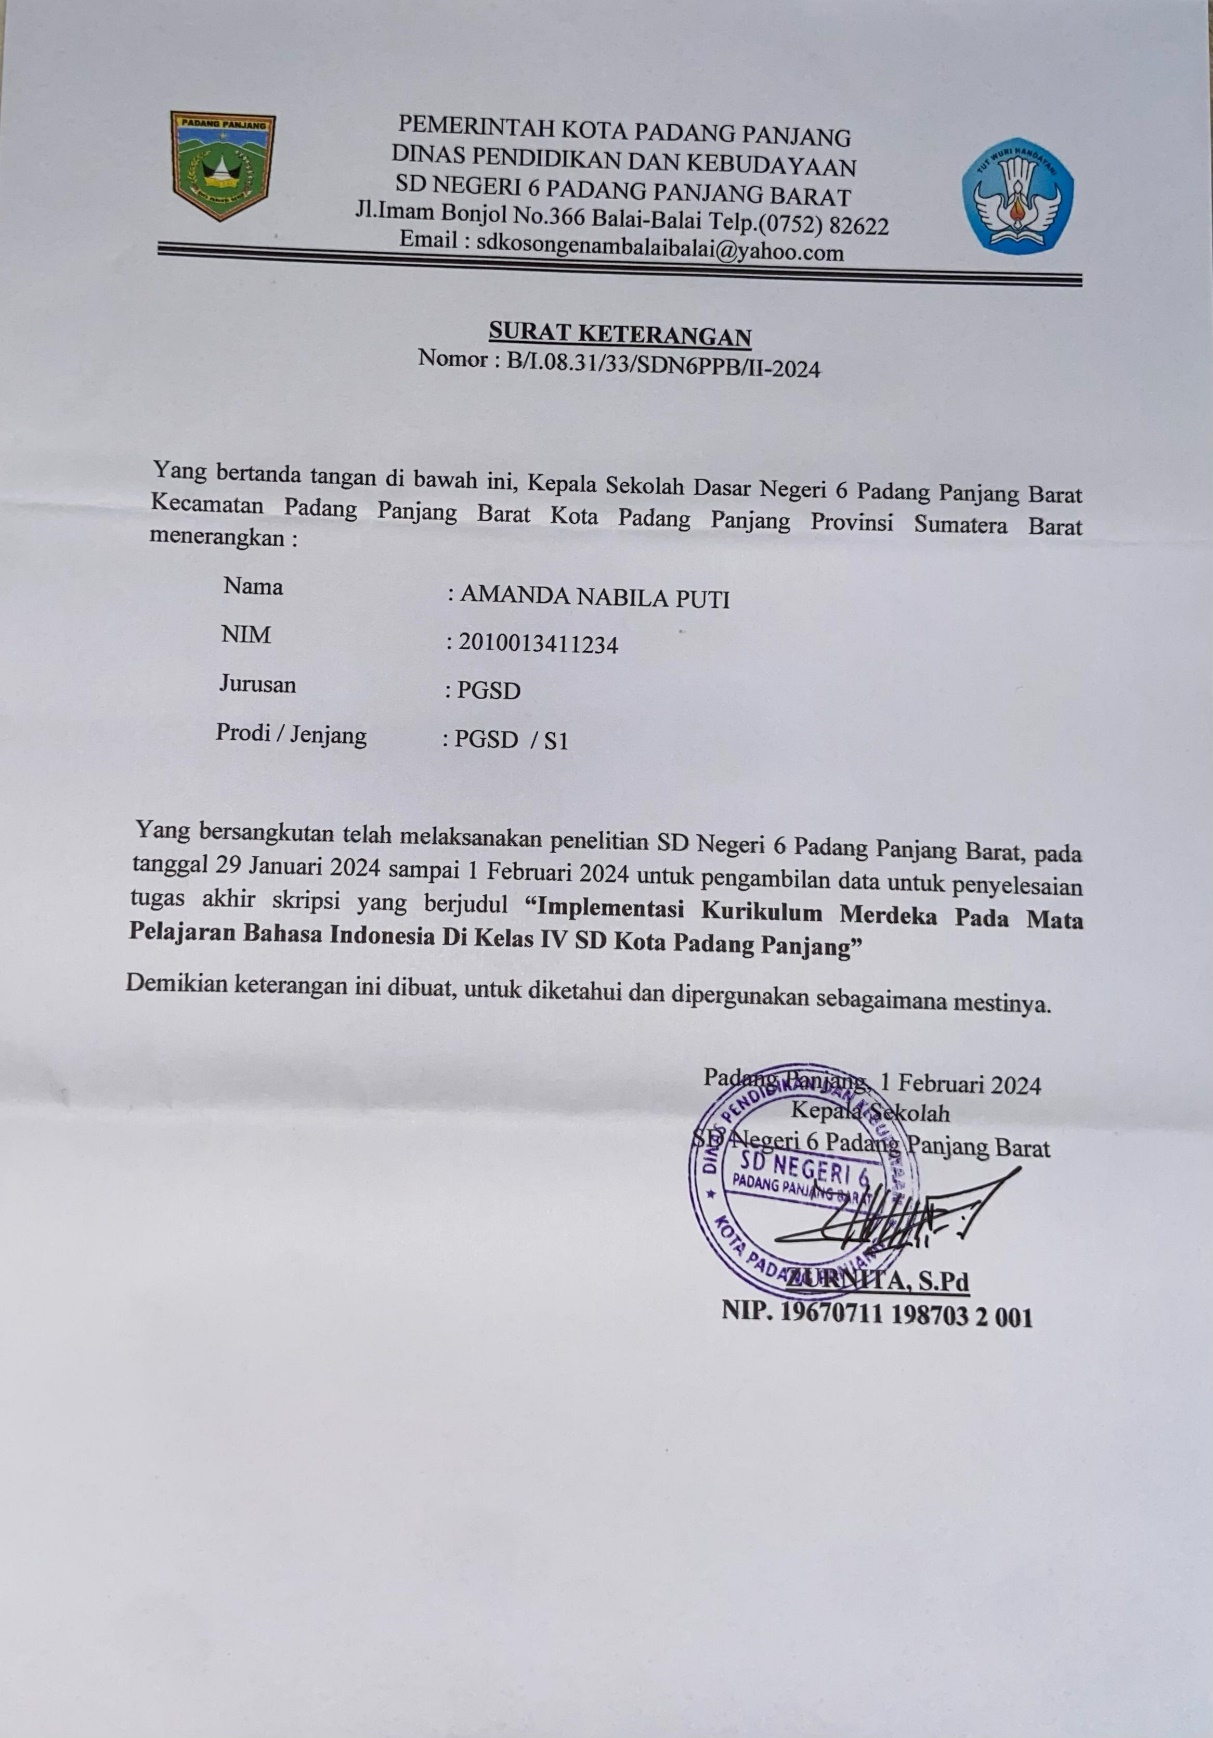 PADANG PANJANG
PEMERINTAH KOTA PADANG PANJANG
DINAS PENDIDIKAN DAN KEBUDAYAAN
SD NEGERI 6 PADANG PANJANG BARAT
Jl.Imam Bonjol No.366 Balai-Balai Telp.(0752) 82622
Email : sdkosongenambalaibalai@yahoo.com
TUT WURI HANDAYANI
SURAT KETERANGAN
Nomor : B/I.08.31/33/SDN6PPB/II-2024
Yang bertanda tangan di bawah ini, Kepala Sekolah Dasar Negeri 6 Padang Panjang Barat
Kecamatan Padang Panjang Barat Kota Padang Panjang Provinsi Sumatera Barat
menerangkan :
Nama : AMANDA NABILA PUTI
NIM : 2010013411234
Jurusan : PGSD
Prodi / Jenjang : PGSD / S1
Yang bersangkutan telah melaksanakan penelitian SD Negeri 6 Padang Panjang Barat, pada
tanggal 29 Januari 2024 sampai 1 Februari 2024 untuk pengambilan data untuk penyelesaian
tugas akhir skripsi yang berjudul “Implementasi Kurikulum Merdeka Pada Mata
Pelajaran Bahasa Indonesia Di Kelas IV SD Kota Padang Panjang”
Demikian keterangan ini dibuat, untuk diketahui dan dipergunakan sebagaimana mestinya.
Padang Panjang, 1 Februari 2024
Kepala Sekolah
SD Negeri 6 Padang Panjang Barat
DINAS PENDIDIKAN DAN KEBUDAYAAN
SD NEGERI 6
PADANG PANJANG BARAT
KOTA PADANG PANJANG
ZURNITA, S.Pd
NIP. 19670711 198703 2 001